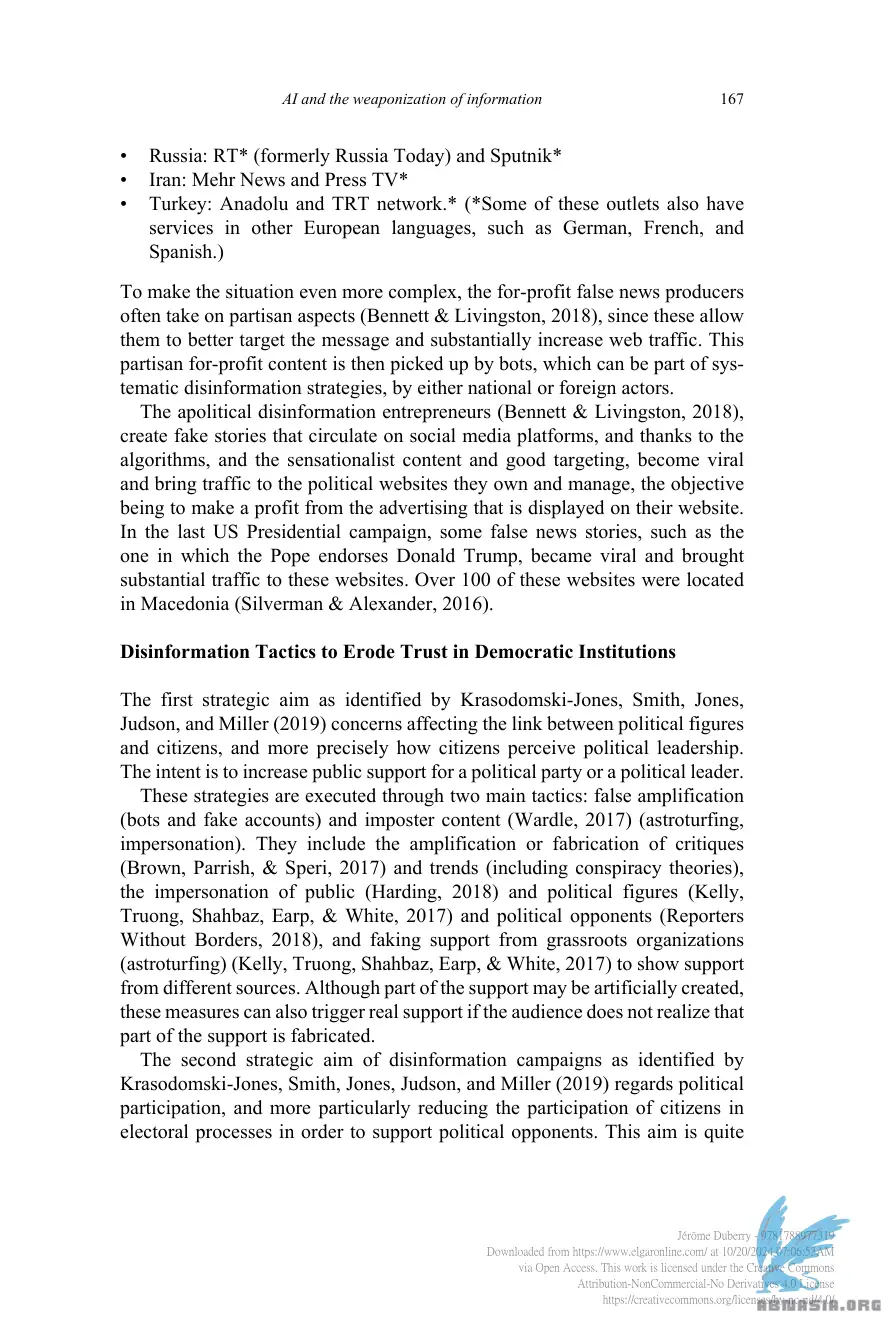 AI and the weaponization of information 167
• Russia: RT* (formerly Russia Today) and Sputnik*
• Iran: Mehr News and Press TV*
• Turkey: Anadolu and TRT network.* (*Some of these outlets also have
services in other European languages, such as German, French, and
Spanish.)
To make the situation even more complex, the for-profit false news producers
often take on partisan aspects (Bennett & Livingston, 2018), since these allow
them to better target the message and substantially increase web traffic. This
partisan for-profit content is then picked up by bots, which can be part of sys-
tematic disinformation strategies, by either national or foreign actors.
The apolitical disinformation entrepreneurs (Bennett & Livingston, 2018),
create fake stories that circulate on social media platforms, and thanks to the
algorithms, and the sensationalist content and good targeting, become viral
and bring traffic to the political websites they own and manage, the objective
being to make a profit from the advertising that is displayed on their website.
In the last US Presidential campaign, some false news stories, such as the
one in which the Pope endorses Donald Trump, became viral and brought
substantial traffic to these websites. Over 100 of these websites were located
in Macedonia (Silverman & Alexander, 2016).
Disinformation Tactics to Erode Trust in Democratic Institutions
The first strategic aim as identified by Krasodomski-Jones, Smith, Jones,
Judson, and Miller (2019) concerns affecting the link between political figures
and citizens, and more precisely how citizens perceive political leadership.
The intent is to increase public support for a political party or a political leader.
These strategies are executed through two main tactics: false amplification
(bots and fake accounts) and imposter content (Wardle, 2017) (astroturfing,
impersonation). They include the amplification or fabrication of critiques
(Brown, Parrish, & Speri, 2017) and trends (including conspiracy theories),
the impersonation of public (Harding, 2018) and political figures (Kelly,
Truong, Shahbaz, Earp, & White, 2017) and political opponents (Reporters
Without Borders, 2018), and faking support from grassroots organizations
(astroturfing) (Kelly, Truong, Shahbaz, Earp, & White, 2017) to show support
from different sources. Although part of the support may be artificially created,
these measures can also trigger real support if the audience does not realize that
part of the support is fabricated.
The second strategic aim of disinformation campaigns as identified by
Krasodomski-Jones, Smith, Jones, Judson, and Miller (2019) regards political
participation, and more particularly reducing the participation of citizens in
electoral processes in order to support political opponents. This aim is quite
Jérôme Duberry - 9781788977319
Downloaded from https://www.elgaronline.com/ at 10/20/2024 07:06:52AM
via Open Access. This work is licensed under the Creative Commons
Attribution-NonCommercial-No Derivatives 4.0 License
https://creativecommons.org/licenses/by-nc-nd/4.0/
ABTNASIA.ORG